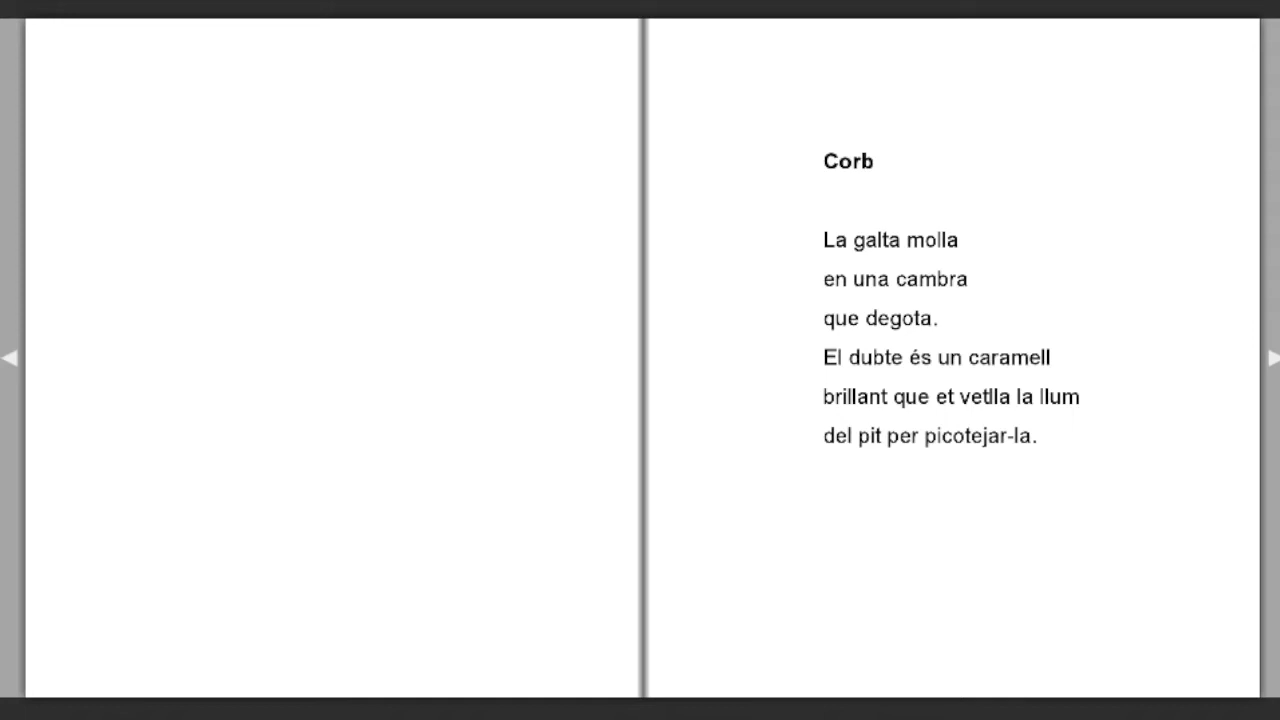 Corb
La galta molla
en una cambra
que degota.
El dubte és un caramell
brillant que et vetlla la llum
del pit per picotejar-la.